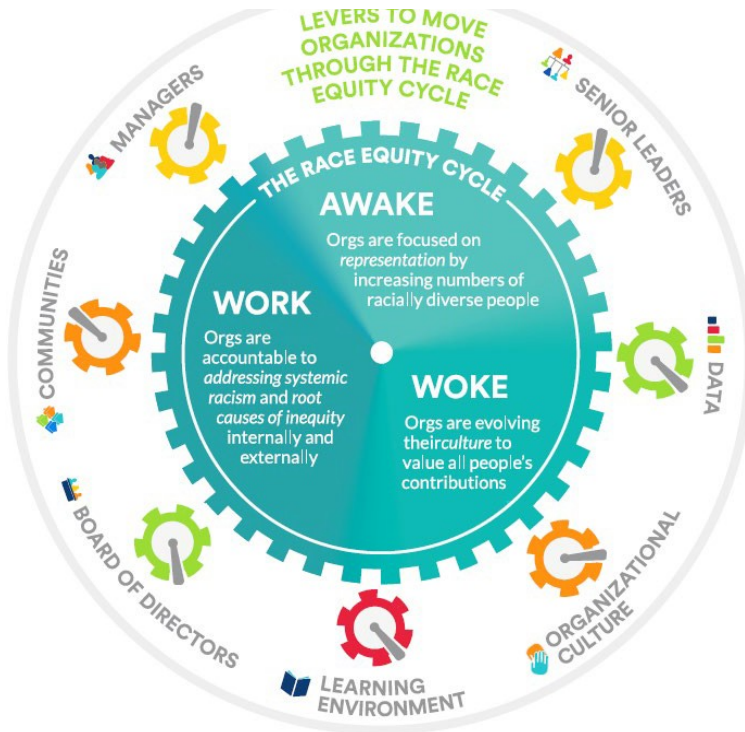 LEVERS TO MOVE
ORGANIZATIONS
THROUGH THE RACE
EQUITY CYCLE
SENIOR LEADERS
DATA
ORGANIZATIONAL
CULTURE
LEARNING
ENVIRONMENT
BOARD OF DIRECTORS
COMMUNITIES
MANAGERS
THE RACE EQUITY CYCLE
AWAKE
Orgs are focused on
representation by
increasing numbers of
racially diverse people
WOKE
Orgs are evolving
theirculture to
value all people's
contributions
WORK
Orgs are
accountable to
addressing systemic
racism and root
causes of inequity
internally and
externally